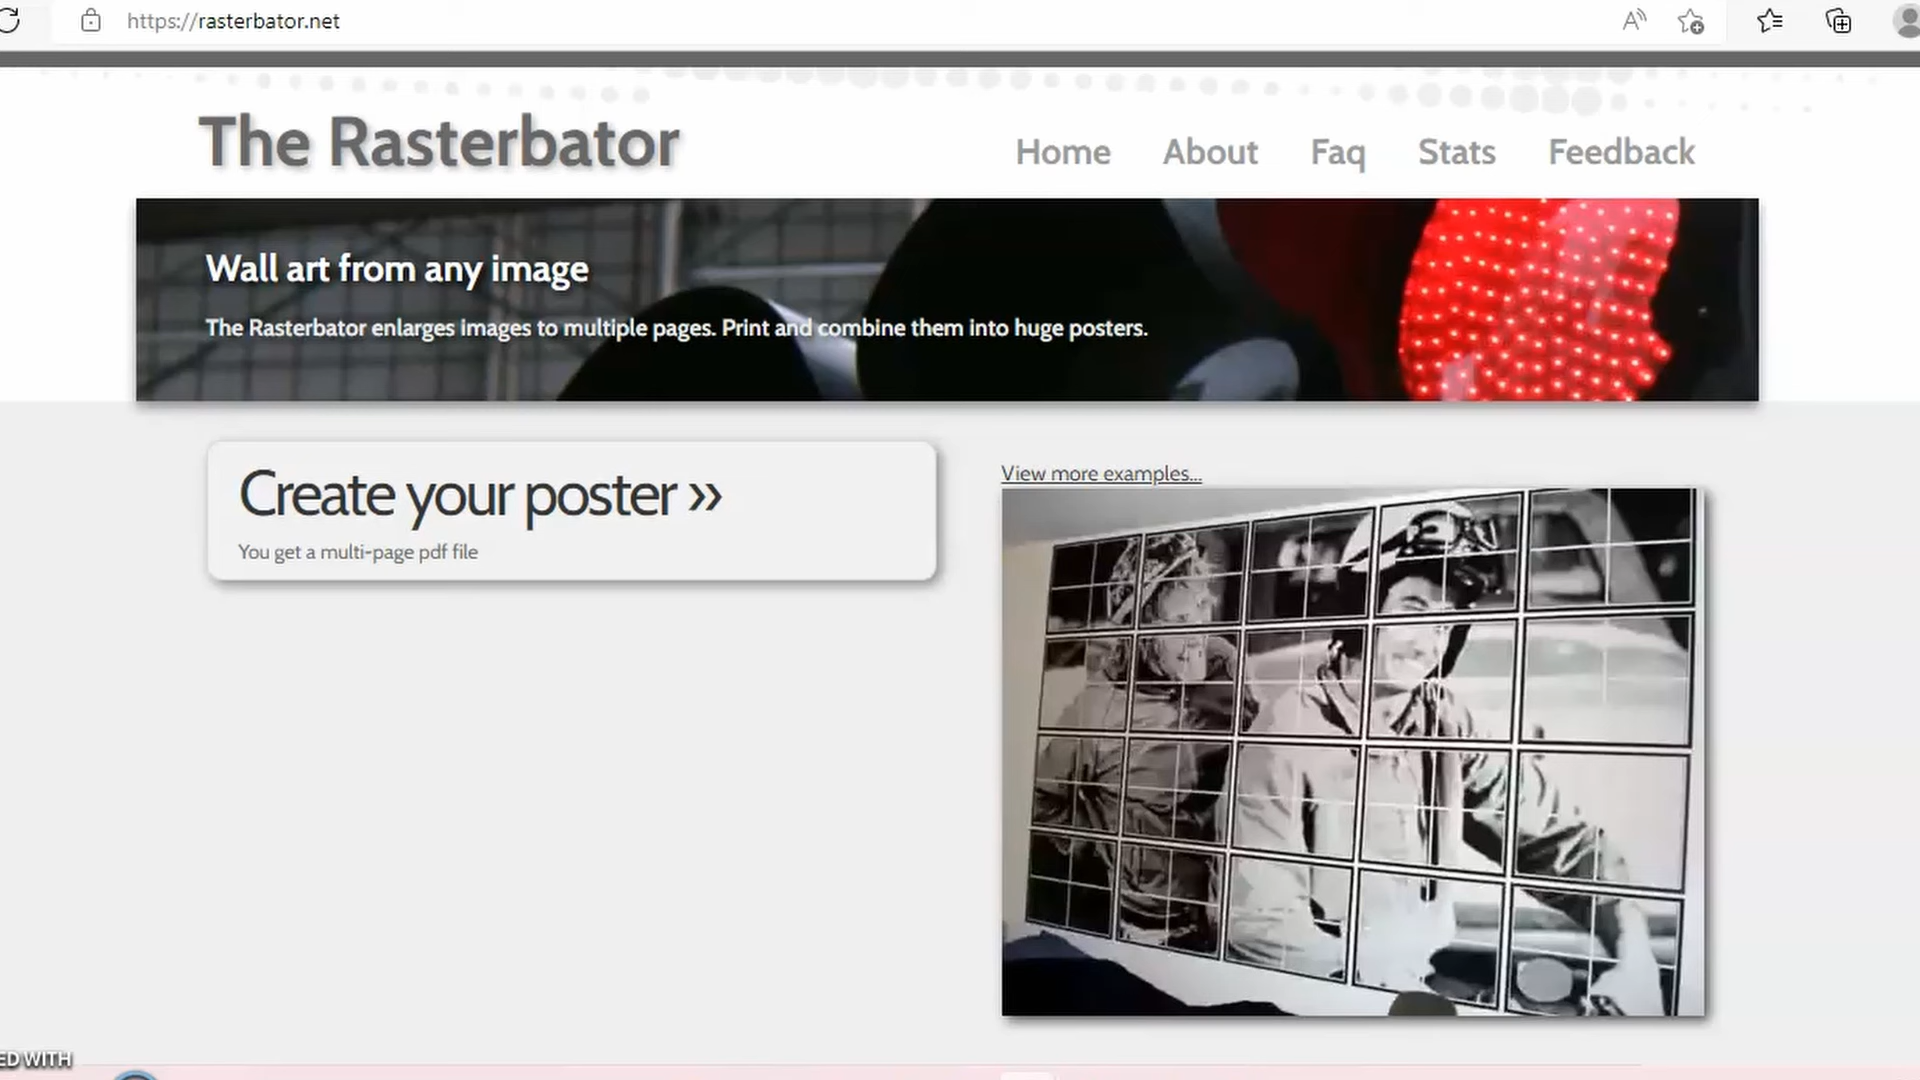 https://rasterbator.net
The Rasterbator
Home About Faq Stats Feedback
Wall art from any image
The Rasterbator enlarges images to multiple pages. Print and combine them into huge posters.
Create your poster »
You get a multi-page pdf file
View more examples...
ED WITH